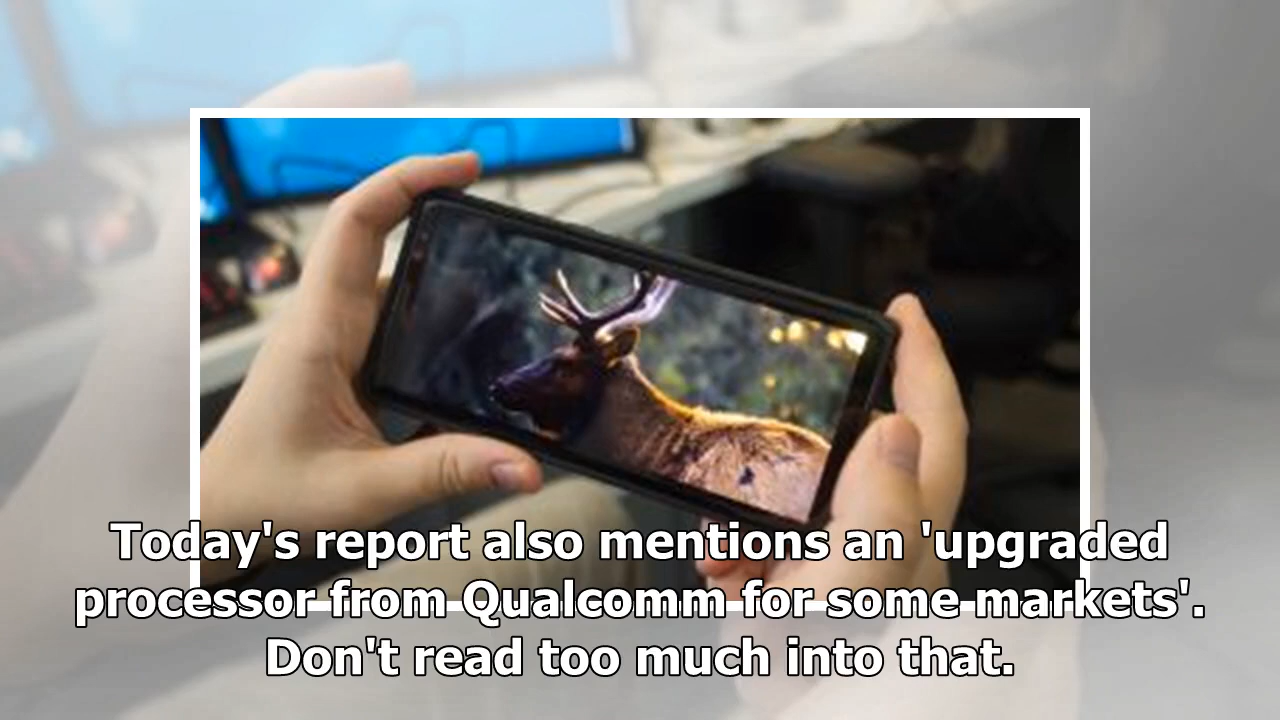 Today's report also mentions an 'upgraded
processor from Qualcomm for some markets'.
Don't read too much into that.